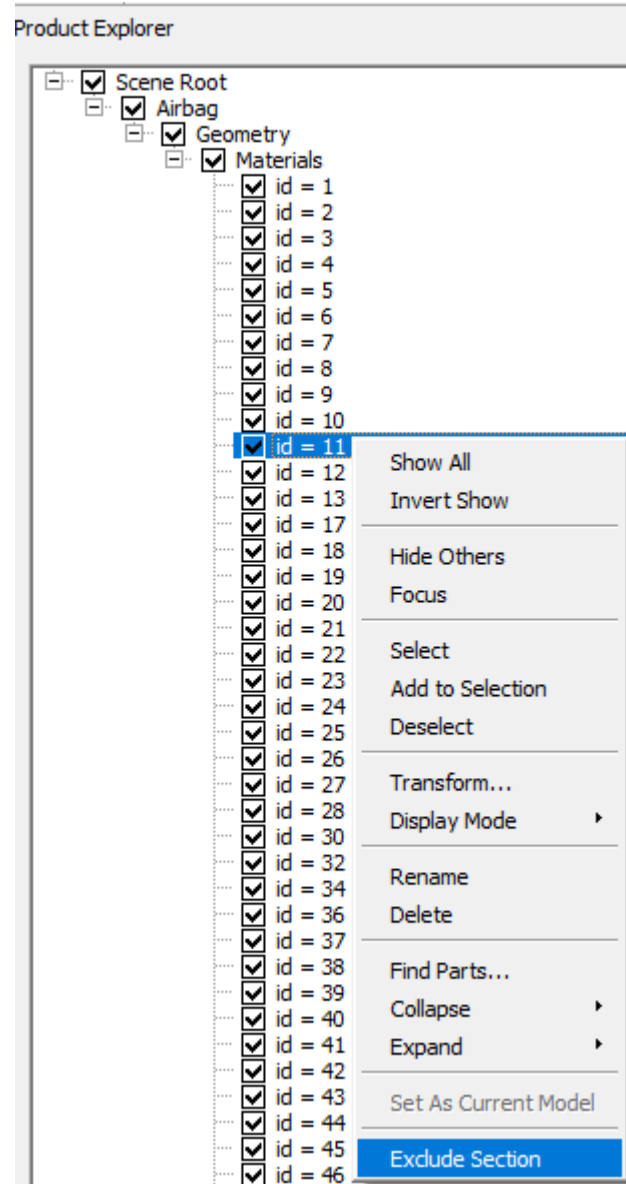 Product Explorer
Scene Root
Airbag
Geometry
Materials
id = 1
id = 2
id = 3
id = 4
id = 5
id = 6
id = 7
id = 8
id = 9
id = 10
id = 11
id = 12
id = 13
id = 17
id = 18
id = 19
id = 20
id = 21
id = 22
id = 23
id = 24
id = 25
id = 26
id = 27
id = 28
id = 30
id = 32
id = 34
id = 36
id = 37
id = 38
id = 39
id = 40
id = 41
id = 42
id = 43
id = 44
id = 45
id = 46
Show All
Invert Show
Hide Others
Focus
Select
Add to Selection
Deselect
Transform...
Display Mode
Rename
Delete
Find Parts...
Collapse
Expand
Set As Current Model
Exclude Section